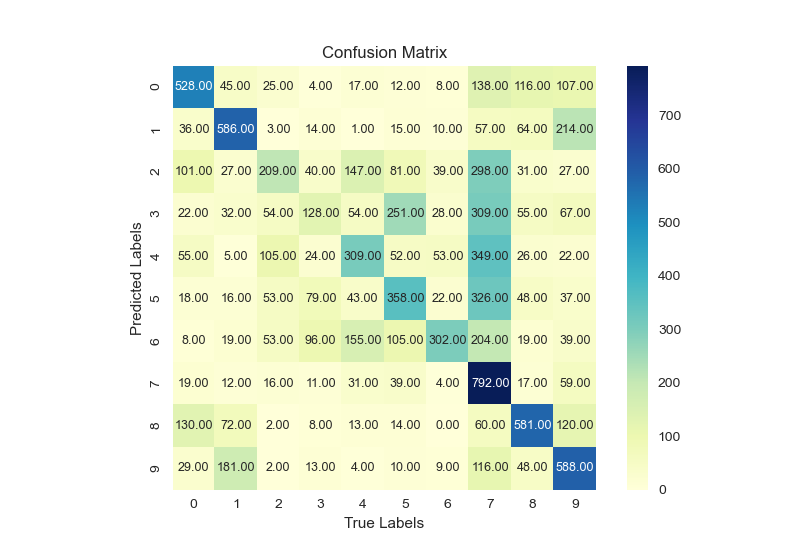 Confusion Matrix
0 528.00 45.00 25.00 4.00 17.00 12.00 8.00 138.00 116.00 107.00
1 36.00 586.00 3.00 14.00 1.00 15.00 10.00 57.00 64.00 214.00
2 101.00 27.00 209.00 40.00 147.00 81.00 39.00 298.00 31.00 27.00
3 22.00 32.00 54.00 128.00 54.00 251.00 28.00 309.00 55.00 67.00
4 55.00 5.00 105.00 24.00 309.00 52.00 53.00 349.00 26.00 22.00
5 18.00 16.00 53.00 79.00 43.00 358.00 22.00 326.00 48.00 37.00
6 8.00 19.00 53.00 96.00 155.00 105.00 302.00 204.00 19.00 39.00
7 19.00 12.00 16.00 11.00 31.00 39.00 4.00 792.00 17.00 59.00
8 130.00 72.00 2.00 8.00 13.00 14.00 0.00 60.00 581.00 120.00
9 29.00 181.00 2.00 13.00 4.00 10.00 9.00 116.00 48.00 588.00
0 1 2 3 4 5 6 7 8 9
True Labels
Predicted Labels
700
600
500
400
300
200
100
0